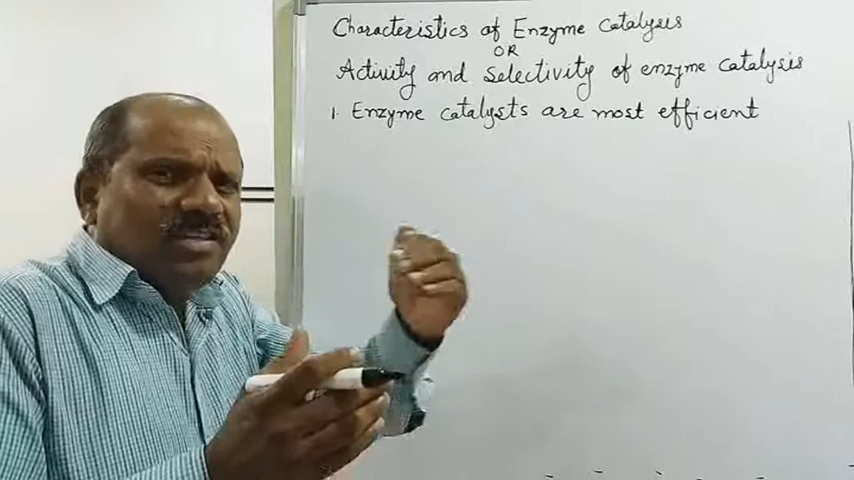 Characteristics of Enzyme catalysis
OR
Activity and selectivity of enzyme catalysis
1. Enzyme catalysts are most efficient